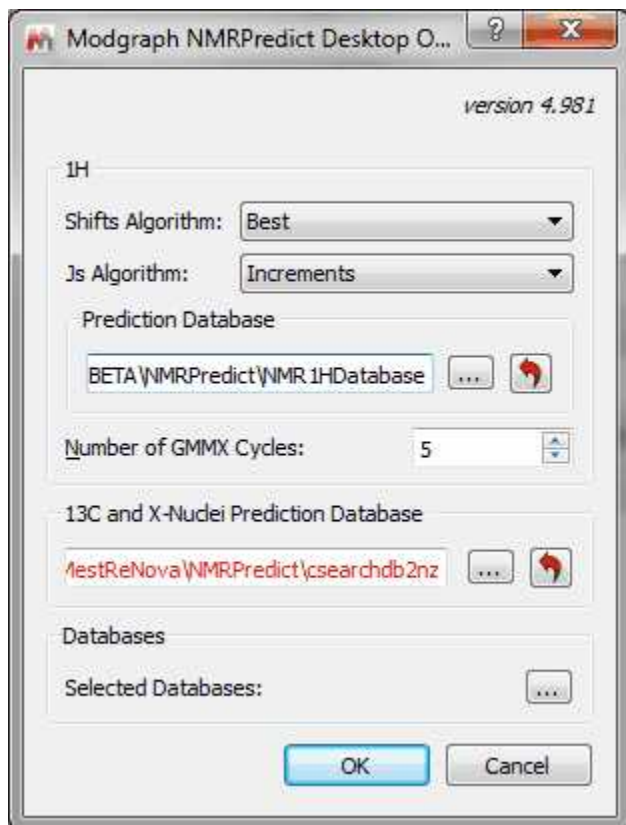 Modgraph NMRPredict Desktop O...
version 4.981
1H
Shifts Algorithm: Best
Js Algorithm: Increments
Prediction Database
BETA\NMRPredict\NMR1HDatabase ...
Number of GMMX Cycles: 5
13C and X-Nuclei Prediction Database
MestReNova\NMRPredict\csearchdb2nz ...
Databases
Selected Databases: ...
OK Cancel